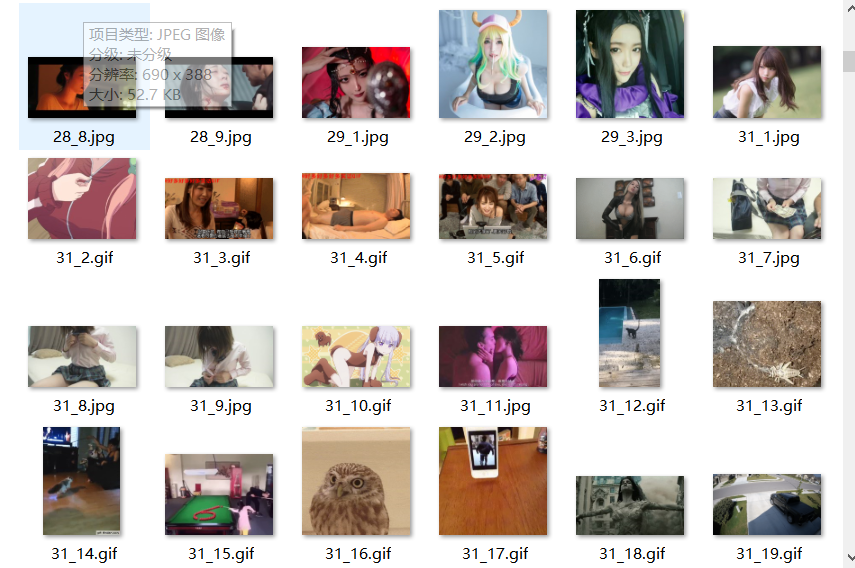 项目类型: JPEG 图像
分级: 未分级
分辨率: 690 x 388
大小: 52.7 KB
28_8.jpg
28_9.jpg
29_1.jpg
29_2.jpg
29_3.jpg
31_1.jpg
31_2.gif
31_3.gif
31_4.gif
31_5.gif
31_6.gif
31_7.jpg
31_8.jpg
31_9.jpg
31_10.gif
31_11.jpg
31_12.gif
31_13.gif
31_14.gif
31_15.gif
31_16.gif
31_17.gif
31_18.gif
31_19.gif